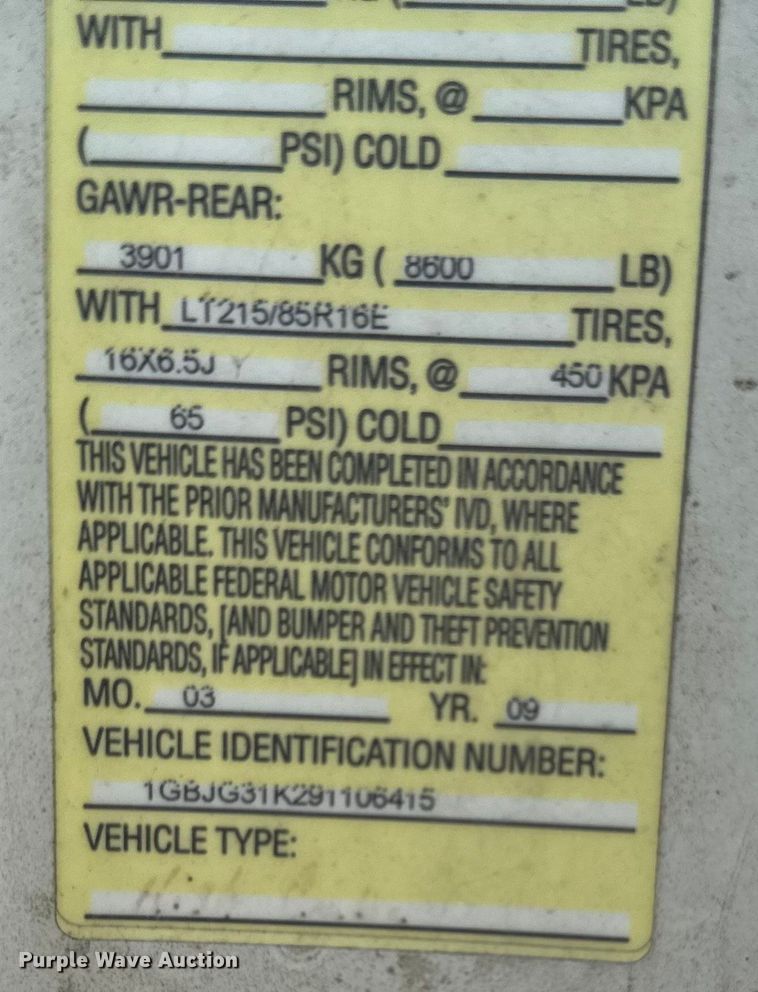 LB)
WITH TIRES,
RIMS, @ KPA
( PSI) COLD
GAWR-REAR:
3901 KG ( 8600 LB)
WITH LT215/85R16E TIRES,
16X6.5J RIMS, @ 450 KPA
( 65 PSI) COLD
THIS VEHICLE HAS BEEN COMPLETED IN ACCORDANCE
WITH THE PRIOR MANUFACTURERS' IVD, WHERE
APPLICABLE. THIS VEHICLE CONFORMS TO ALL
APPLICABLE FEDERAL MOTOR VEHICLE SAFETY
STANDARDS, [AND BUMPER AND THEFT PREVENTION
STANDARDS, IF APPLICABLE] IN EFFECT IN:
MO. 03 YR. 09
VEHICLE IDENTIFICATION NUMBER:
1GBJG31K291106415
VEHICLE TYPE:
Purple Wave Auction